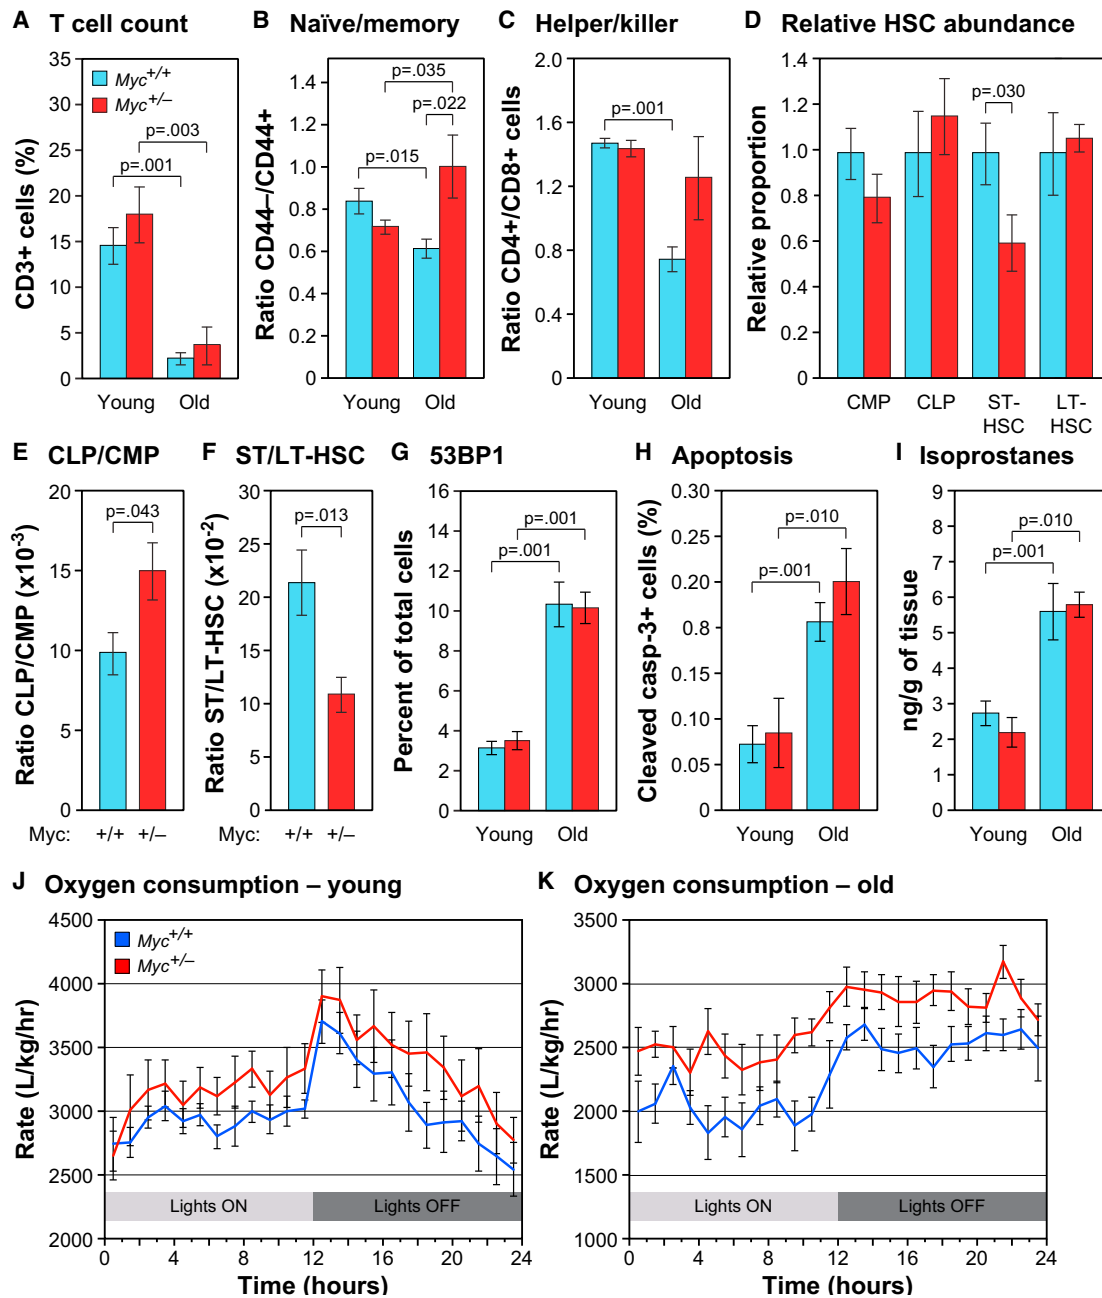 A T cell count
B Naïve/memory
C Helper/killer
D Relative HSC abundance
CD3+ cells (%)
35
30
25
20
15
10
5
0
Myc+/+
Myc+/–
p=.003
p=.001
Young Old
Ratio CD44–/CD44+
1.4
1.2
1.0
0.8
0.6
0.4
0.2
0
p=.035
p=.022
p=.015
Young Old
Ratio CD4+/CD8+ cells
2.0
1.6
1.2
0.8
0.4
0
p=.001
Young Old
Relative proportion
1.4
1.2
1.0
0.8
0.6
0.4
0.2
0
p=.030
CMP CLP ST-HSC LT-HSC
E CLP/CMP
F ST/LT-HSC
G 53BP1
H Apoptosis
I Isoprostanes
Ratio CLP/CMP (x10-3)
20
15
10
5
0
p=.043
Myc: +/+ +/–
Ratio ST/LT-HSC (x10-2)
30
25
20
15
10
5
0
p=.013
+/+ +/–
Percent of total cells
16
14
12
10
8
6
4
2
0
p=.001
p=.001
Young Old
Cleaved casp-3+ cells (%)
0.30
0.25
0.20
0.8
0.10
0.05
0
p=.010
p=.001
Young Old
ng/g of tissue
9
8
7
6
5
4
3
2
1
0
p=.010
p=.001
Young Old
J Oxygen consumption – young
K Oxygen consumption – old
Rate (L/kg/hr)
4500
4000
3500
3000
2500
2000
Myc+/+
Myc+/–
Lights ON Lights OFF
0 4 8 12 16 20 24
Time (hours)
Rate (L/kg/hr)
3500
3000
2500
2000
1500
1000
Lights ON Lights OFF
0 4 8 12 16 20 24
Time (hours)